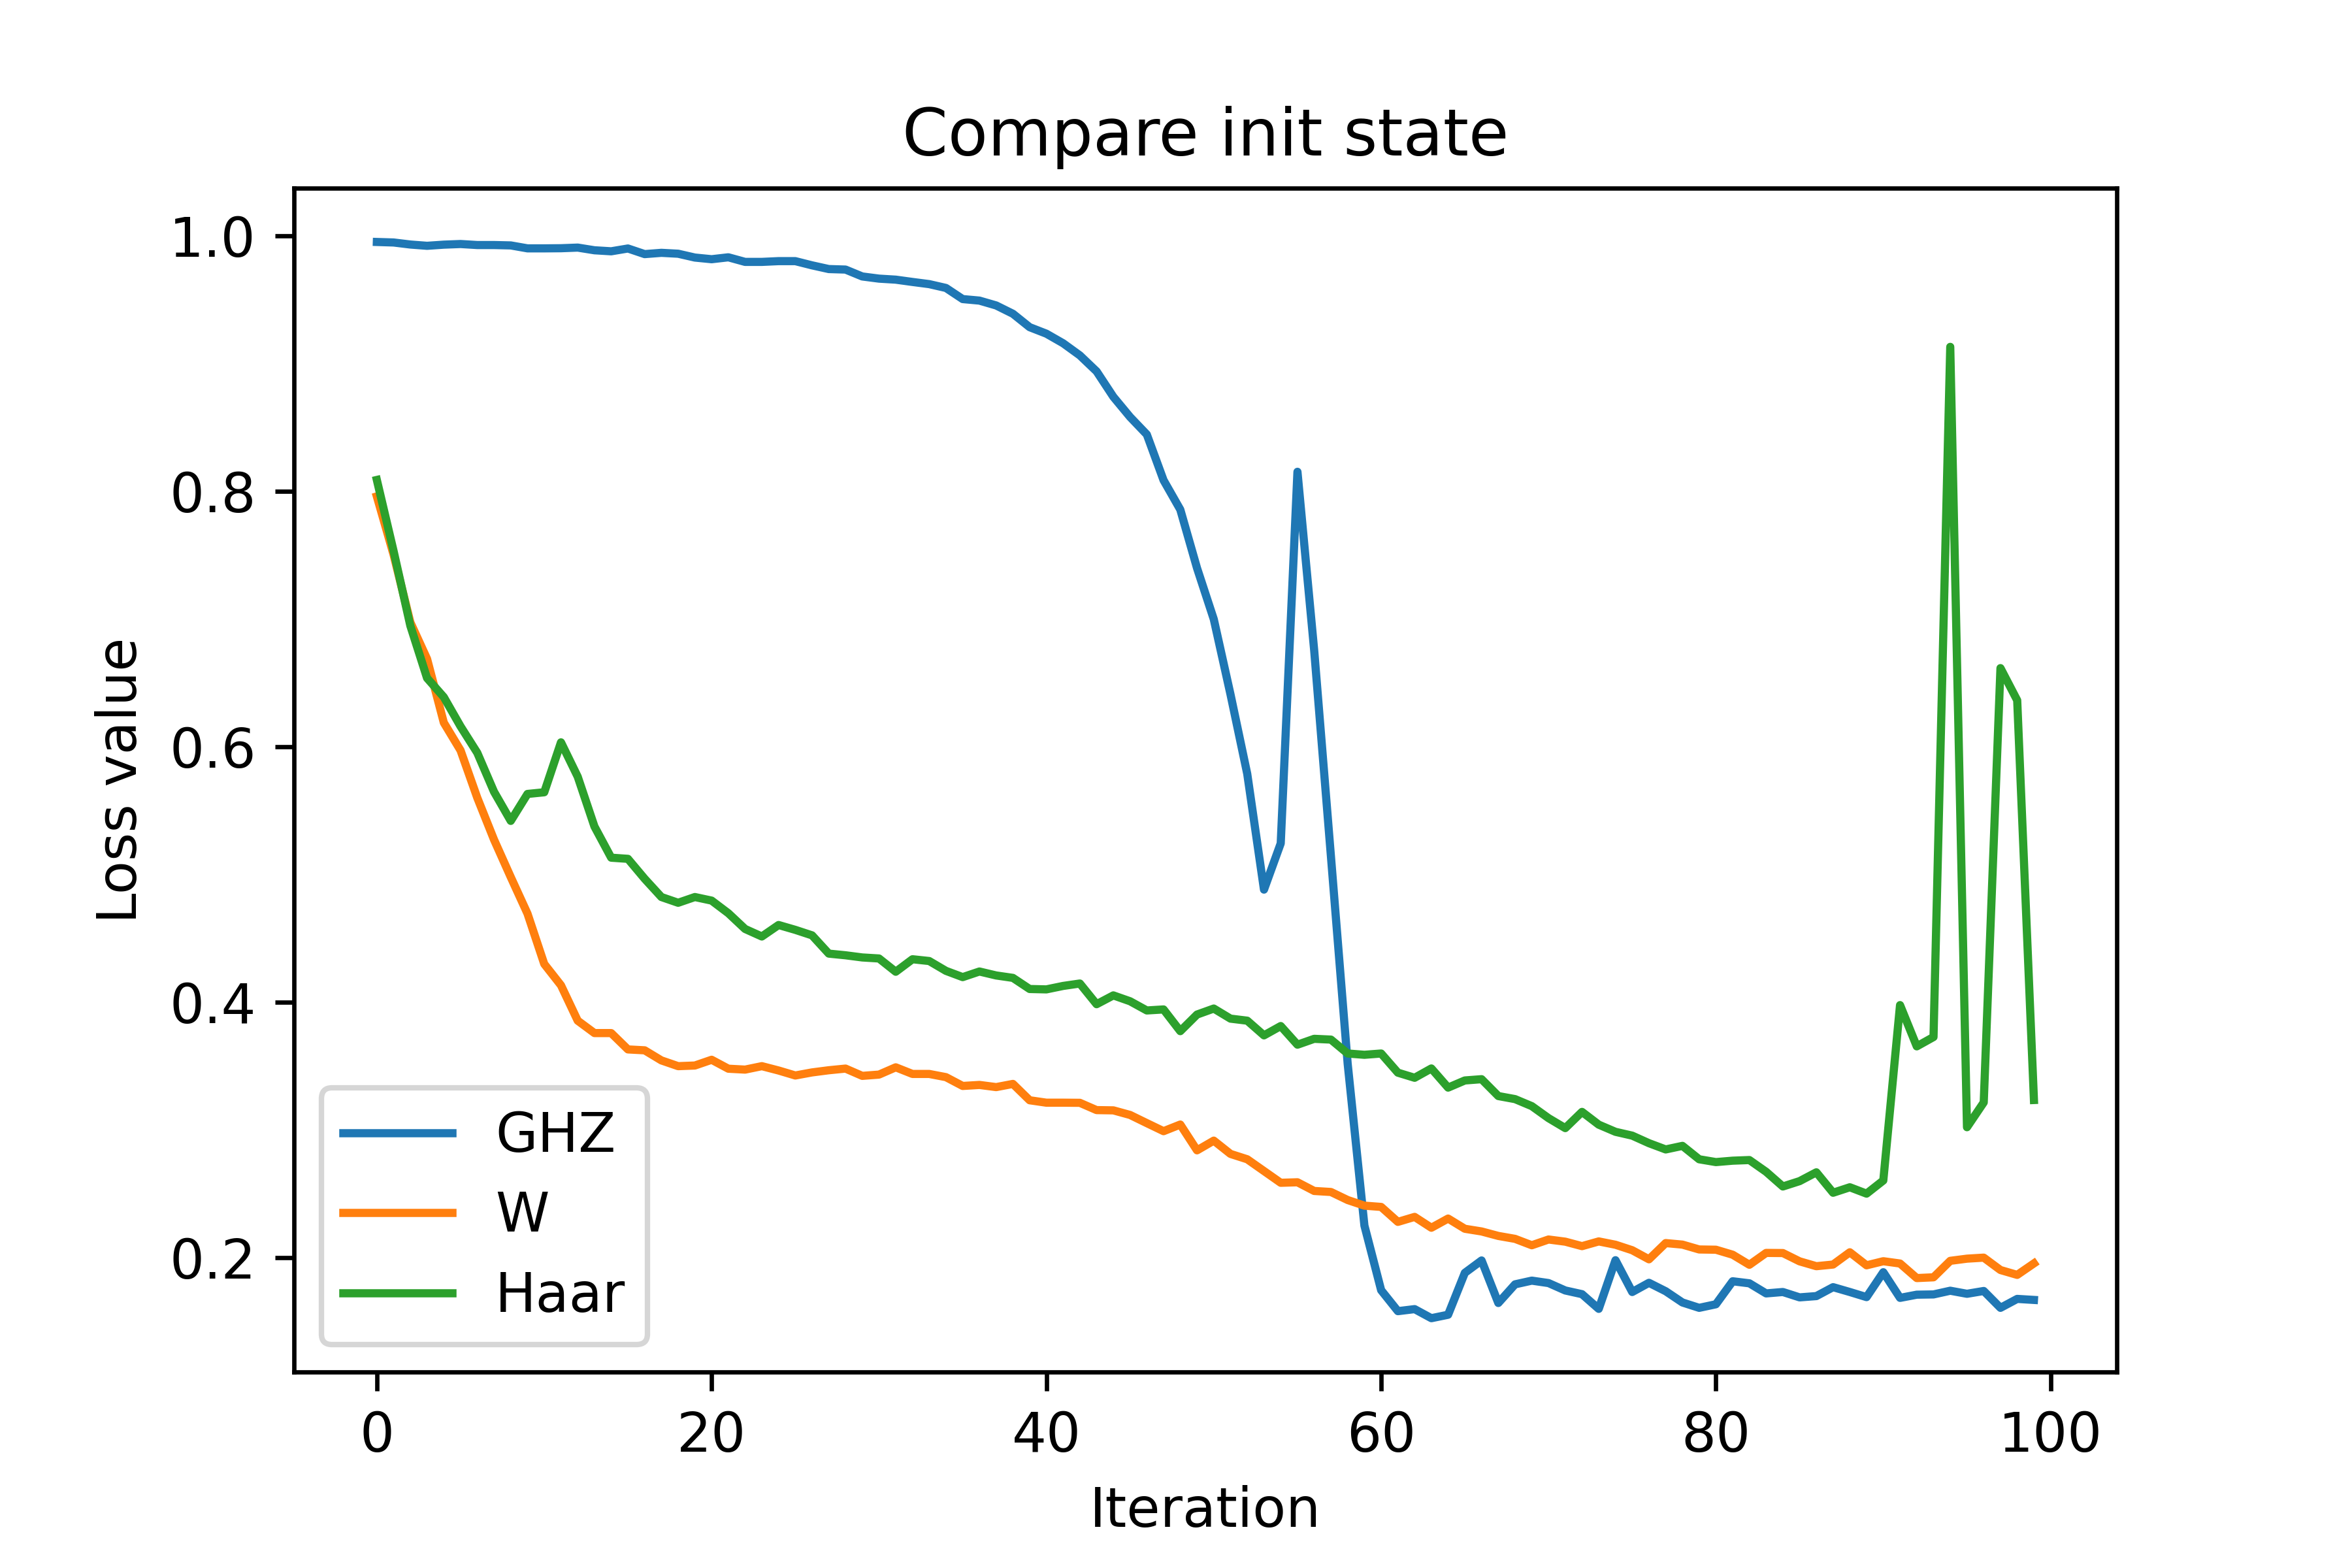 Compare init state
1.0
0.8
0.6
0.4
0.2
Loss value
GHZ
W
Haar
0 20 40 60 80 100
Iteration